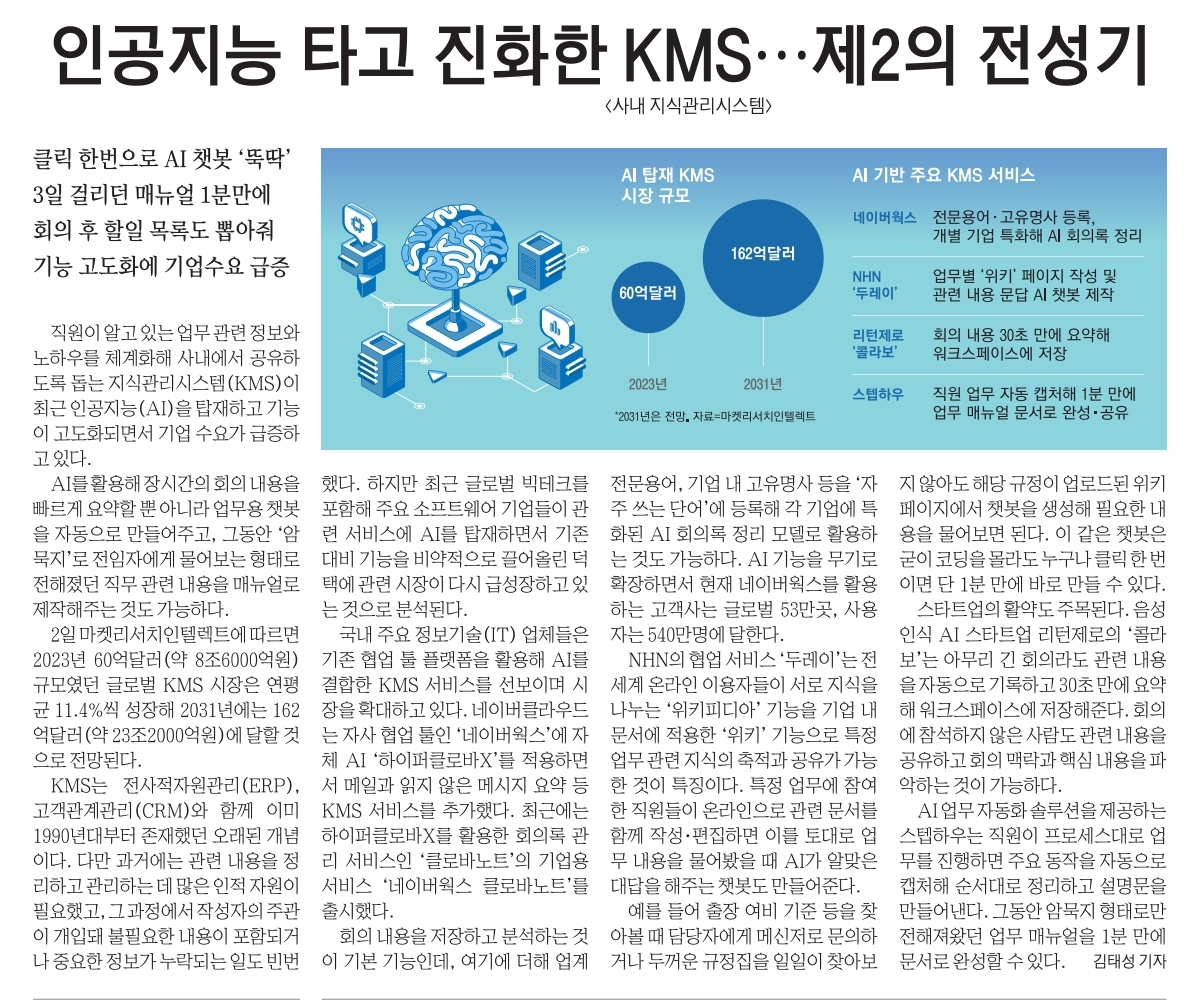 인공지능 타고 진화한 KMS…제2의 전성기
〈사내 지식관리시스템〉
클릭 한번으로 AI 챗봇 ‘뚝딱’
3일 걸리던 매뉴얼 1분만에
회의 후 할일 목록도 뽑아줘
기능 고도화에 기업수요 급증
AI 탑재 KMS
시장 규모
60억달러
162억달러
2023년
2031년
*2031년은 전망. 자료=마켓리서치인텔렉트
AI 기반 주요 KMS 서비스
네이버웍스
전문용어·고유명사 등록,
개별 기업 특화해 AI 회의록 정리
NHN
‘두레이’
업무별 ‘위키’ 페이지 작성 및
관련 내용 문답 AI 챗봇 제작
리턴제로
‘콜라보’
회의 내용 30초 만에 요약해
워크스페이스에 저장
스텝하우
직원 업무 자동 캡처해 1분 만에
업무 매뉴얼 문서로 완성·공유
직원이 알고 있는 업무 관련 정보와
노하우를 체계화해 사내에서 공유하
도록 돕는 지식관리시스템(KMS)이
최근 인공지능(AI)을 탑재하고 기능
이 고도화되면서 기업 수요가 급증하
고 있다.
AI를 활용해 장시간의 회의 내용을
빠르게 요약할 뿐 아니라 업무용 챗봇
을 자동으로 만들어주고, 그동안 ‘암
묵지’로 전임자에게 물어보는 형태로
전해졌던 직무 관련 내용을 매뉴얼로
제작해주는 것도 가능하다.
2일 마켓리서치인텔렉트에 따르면
2023년 60억달러(약 8조6000억원)
규모였던 글로벌 KMS 시장은 연평
균 11.4%씩 성장해 2031년에는 162
억달러(약 23조2000억원)에 달할 것
으로 전망된다.
KMS는 전사적자원관리(ERP),
고객관계관리(CRM)와 함께 이미
1990년대부터 존재했던 오래된 개념
이다. 다만 과거에는 관련 내용을 정
리하고 관리하는 데 많은 인적 자원이
필요했고, 그 과정에서 작성자의 주관
이 개입돼 불필요한 내용이 포함되거
나 중요한 정보가 누락되는 일도 빈번
했다. 하지만 최근 글로벌 빅테크를
포함해 주요 소프트웨어 기업들이 관
련 서비스에 AI를 탑재하면서 기존
대비 기능을 비약적으로 끌어올린 덕
택에 관련 시장이 다시 급성장하고 있
는 것으로 분석된다.
국내 주요 정보기술(IT) 업체들은
기존 협업 툴 플랫폼을 활용해 AI를
결합한 KMS 서비스를 선보이며 시
장을 확대하고 있다. 네이버클라우드
는 자사 협업 툴인 ‘네이버웍스’에 자
체 AI ‘하이퍼클로바X’를 적용하면
서 메일과 읽지 않은 메시지 요약 등
KMS 서비스를 추가했다. 최근에는
하이퍼클로바X를 활용한 회의록 관
리 서비스인 ‘클로바노트’의 기업용
서비스 ‘네이버웍스 클로바노트’를
출시했다.
회의 내용을 저장하고 분석하는 것
이 기본 기능인데, 여기에 더해 업계
전문용어, 기업 내 고유명사 등을 ‘자
주 쓰는 단어’에 등록해 각 기업에 특
화된 AI 회의록 정리 모델로 활용하
는 것도 가능하다. AI 기능을 무기로
확장하면서 현재 네이버웍스를 활용
하는 고객사는 글로벌 53만곳, 사용
자는 540만명에 달한다.
NHN의 협업 서비스 ‘두레이’는 전
세계 온라인 이용자들이 서로 지식을
나누는 ‘위키피디아’ 기능을 기업 내
문서에 적용한 ‘위키’ 기능으로 특정
업무 관련 지식의 축적과 공유가 가능
한 것이 특징이다. 특정 업무에 참여
한 직원들이 온라인으로 관련 문서를
함께 작성·편집하면 이를 토대로 업
무 내용을 물어봤을 때 AI가 알맞은
대답을 해주는 챗봇도 만들어준다.
예를 들어 출장 여비 기준 등을 찾
아볼 때 담당자에게 메신저로 문의하
거나 두꺼운 규정집을 일일이 찾아보
지 않아도 해당 규정이 업로드된 위키
페이지에서 챗봇을 생성해 필요한 내
용을 물어보면 된다. 이 같은 챗봇은
굳이 코딩을 몰라도 누구나 클릭 한 번
이면 단 1분 만에 바로 만들 수 있다.
스타트업의 활약도 주목된다. 음성
인식 AI 스타트업 리턴제로의 ‘콜라
보’는 아무리 긴 회의라도 관련 내용
을 자동으로 기록하고 30초 만에 요약
해 워크스페이스에 저장해준다. 회의
에 참석하지 않은 사람도 관련 내용을
공유하고 회의 맥락과 핵심 내용을 파
악하는 것이 가능하다.
AI 업무 자동화 솔루션을 제공하는
스텝하우는 직원이 프로세스대로 업
무를 진행하면 주요 동작을 자동으로
캡처해 순서대로 정리하고 설명문을
만들어낸다. 그동안 암묵지 형태로만
전해져왔던 업무 매뉴얼을 1분 만에
문서로 완성할 수 있다. 김태성 기자